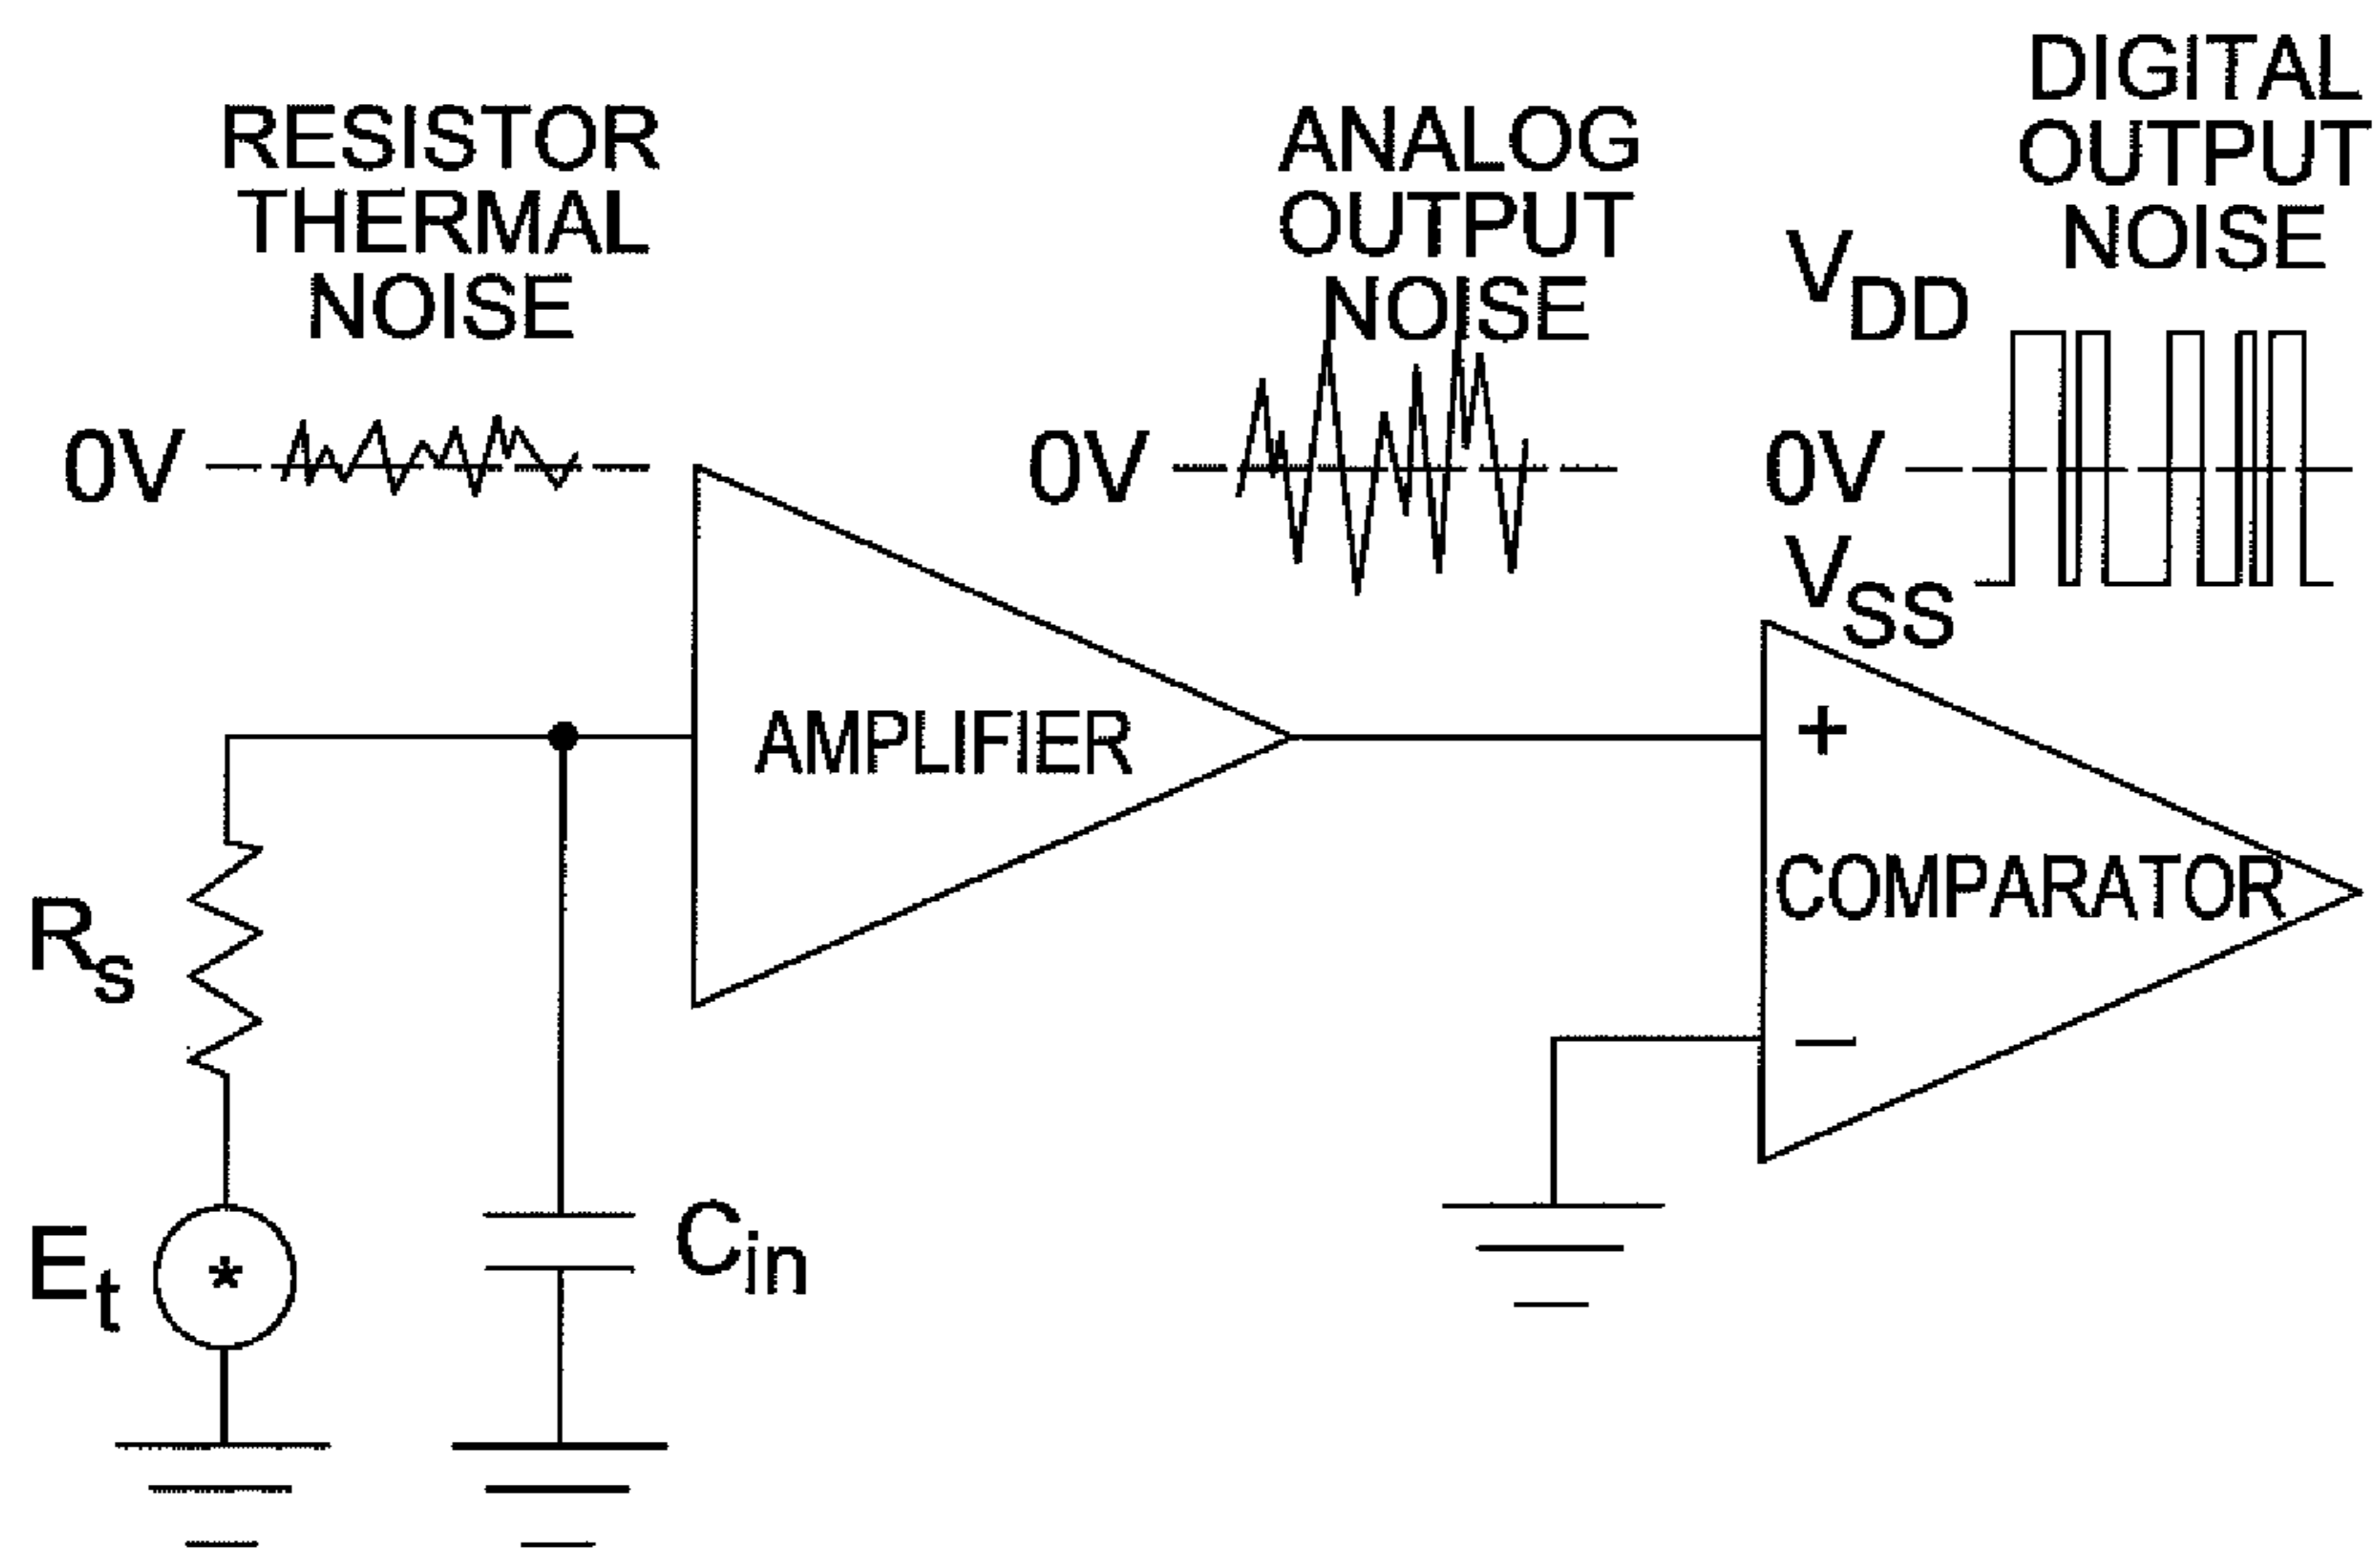 RESISTOR
THERMAL
NOISE
0V
ANALOG
OUTPUT
NOISE
0V
DIGITAL
OUTPUT
NOISE
VDD
0V
VSS
AMPLIFIER
+
COMPARATOR
−
Rs
Et
*
Cin